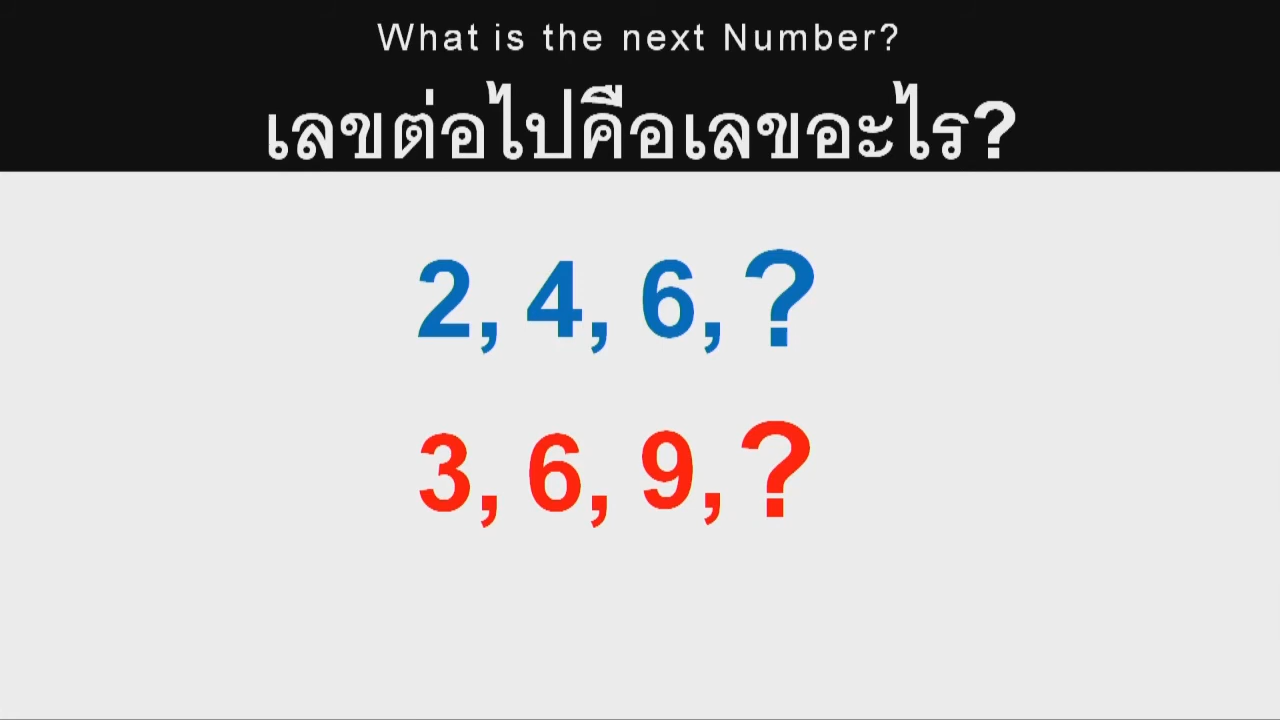 What is the next Number?
เลขต่อไปคือเลขอะไร?
2, 4, 6, ?
3, 6, 9, ?